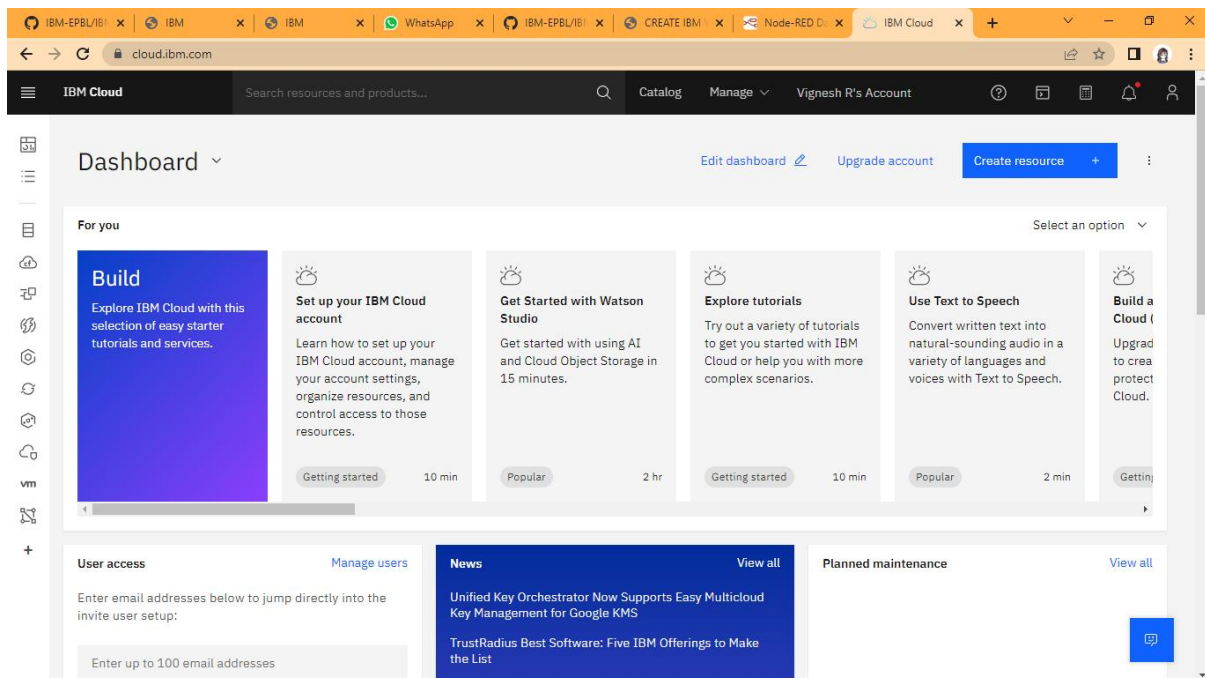 IBM-EPBL/IBI
IBM
IBM
WhatsApp
IBM-EPBL/IBI
CREATE IBM
Node-RED D
IBM Cloud
cloud.ibm.com
IBM Cloud
Search resources and products...
Catalog
Manage
Vignesh R's Account
Dashboard
Edit dashboard
Upgrade account
Create resource +
For you
Select an option
Build
Explore IBM Cloud with this
selection of easy starter
tutorials and services.
Set up your IBM Cloud
account
Learn how to set up your
IBM Cloud account, manage
your account settings,
organize resources, and
control access to those
resources.
Getting started 10 min
Get Started with Watson
Studio
Get started with using AI
and Cloud Object Storage in
15 minutes.
Popular 2 hr
Explore tutorials
Try out a variety of tutorials
to get you started with IBM
Cloud or help you with more
complex scenarios.
Getting started 10 min
Use Text to Speech
Convert written text into
natural-sounding audio in a
variety of languages and
voices with Text to Speech.
Popular 2 min
Build a
Cloud (
Upgrad
to crea
protect
Cloud.
Getting
vm
User access Manage users
Enter email addresses below to jump directly into the
invite user setup:
Enter up to 100 email addresses
News View all
Unified Key Orchestrator Now Supports Easy Multicloud
Key Management for Google KMS
TrustRadius Best Software: Five IBM Offerings to Make
the List
Planned maintenance View all